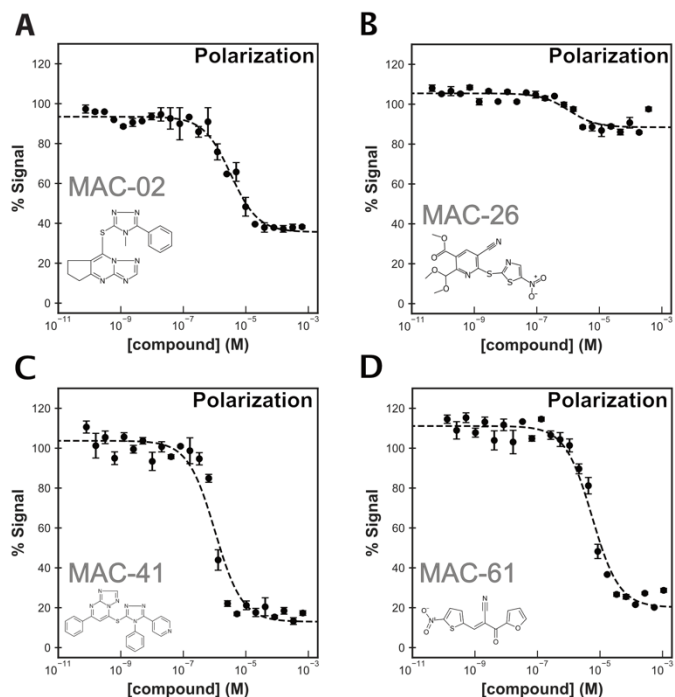 A
Polarization
120
100
80
60
40
20
0
% Signal
MAC-02
N N
N
S
N
N
N N
10⁻¹¹ 10⁻⁹ 10⁻⁷ 10⁻⁵ 10⁻³
[compound] (M)
B
Polarization
120
100
80
60
40
20
0
% Signal
MAC-26
O
O
N
N
N
O
O
S
S
N⁺
O
O⁻
10⁻¹¹ 10⁻⁹ 10⁻⁷ 10⁻⁵ 10⁻³
[compound] (M)
C
Polarization
120
100
80
60
40
20
0
% Signal
MAC-41
N
N N
N
S
N N
N
N
10⁻¹¹ 10⁻⁹ 10⁻⁷ 10⁻⁵ 10⁻³
[compound] (M)
D
Polarization
120
100
80
60
40
20
0
% Signal
MAC-61
O
N⁺
O⁻
S
N
O
O
10⁻¹¹ 10⁻⁹ 10⁻⁷ 10⁻⁵ 10⁻³
[compound] (M)